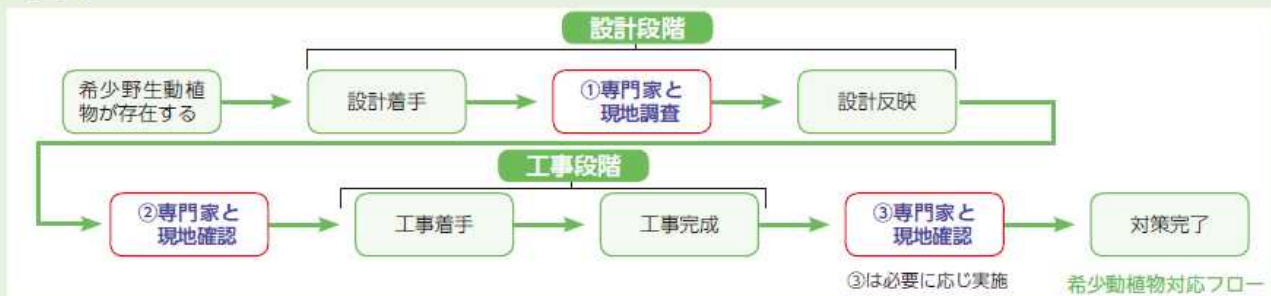 設計段階
希少野生動植
物が存在する
設計着手
①専門家と
現地調査
設計反映
工事段階
②専門家と
現地確認
工事着手
工事完成
③専門家と
現地確認
対策完了
③は必要に応じ実施
希少動植物対応フロー